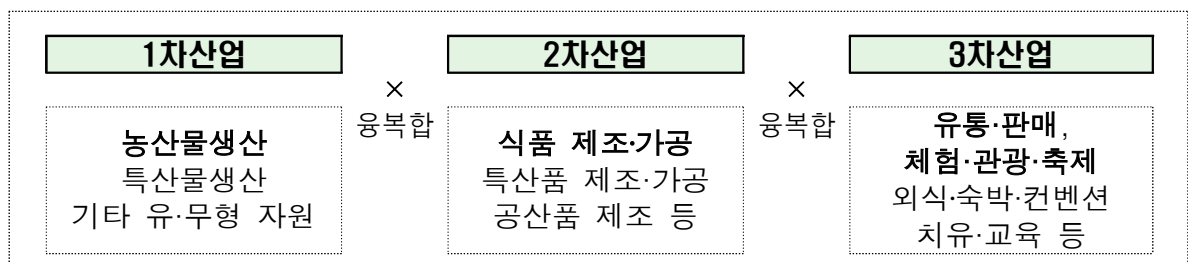 1차산업
농산물생산
특산물생산
기타 유·무형 자원
×
융복합
2차산업
식품 제조·가공
특산품 제조·가공
공산품 제조 등
×
융복합
3차산업
유통·판매,
체험·관광·축제
외식·숙박·컨벤션
치유·교육 등